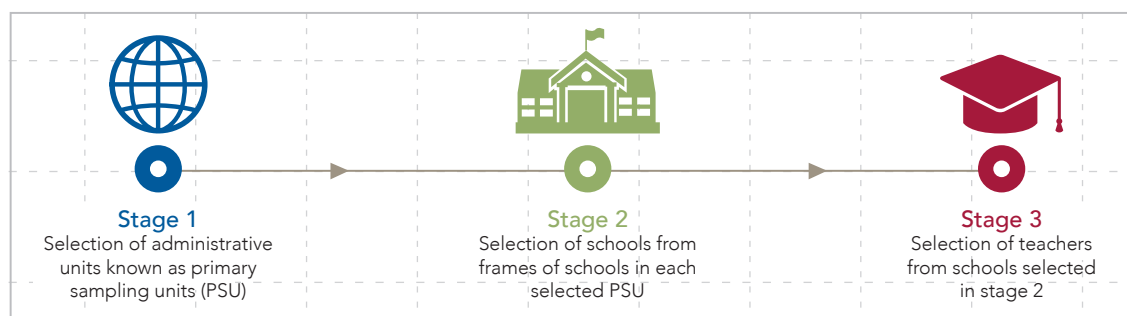 Stage 1
Selection of administrative
units known as primary
sampling units (PSU)
Stage 2
Selection of schools from
frames of schools in each
selected PSU
Stage 3
Selection of teachers
from schools selected
in stage 2